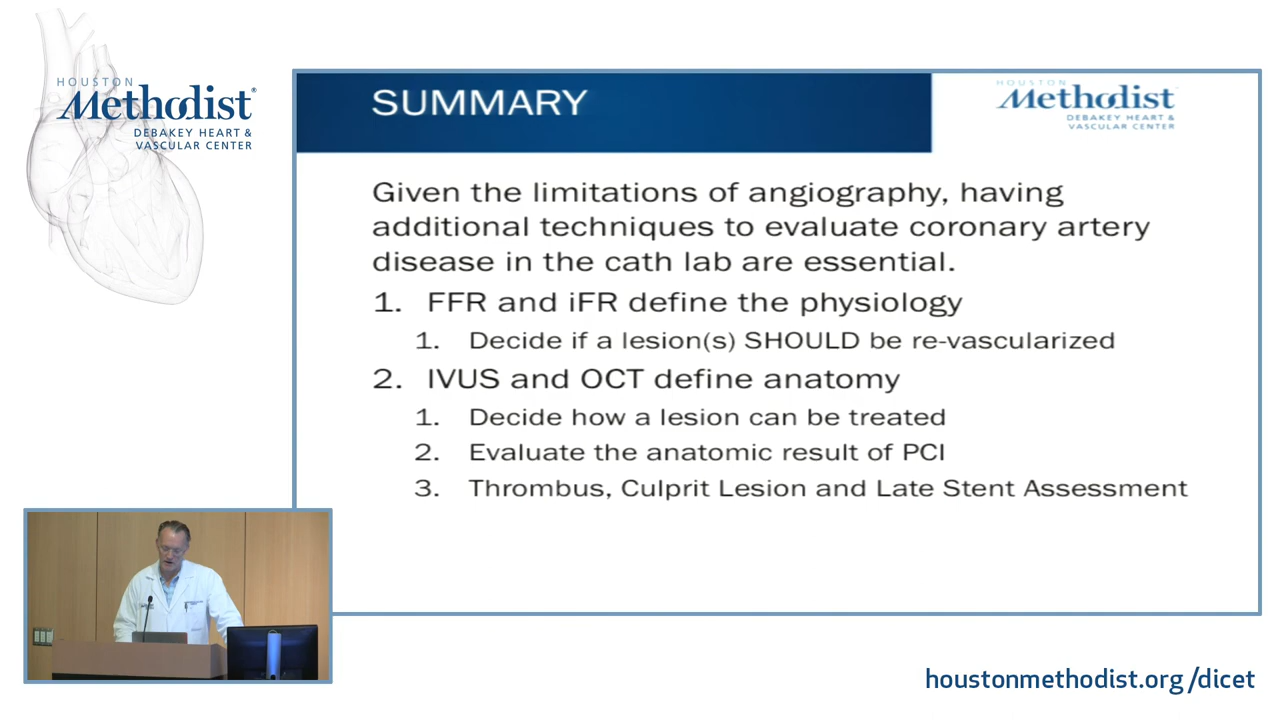 HOUSTON
Methodist®
DEBAKEY HEART &
VASCULAR CENTER
SUMMARY
HOUSTON
Methodist
DEBAKEY HEART &
VASCULAR CENTER
Given the limitations of angiography, having
additional techniques to evaluate coronary artery
disease in the cath lab are essential.
1. FFR and iFR define the physiology
1. Decide if a lesion(s) SHOULD be re-vascularized
2. IVUS and OCT define anatomy
1. Decide how a lesion can be treated
2. Evaluate the anatomic result of PCI
3. Thrombus, Culprit Lesion and Late Stent Assessment
houstonmethodist.org/dicet